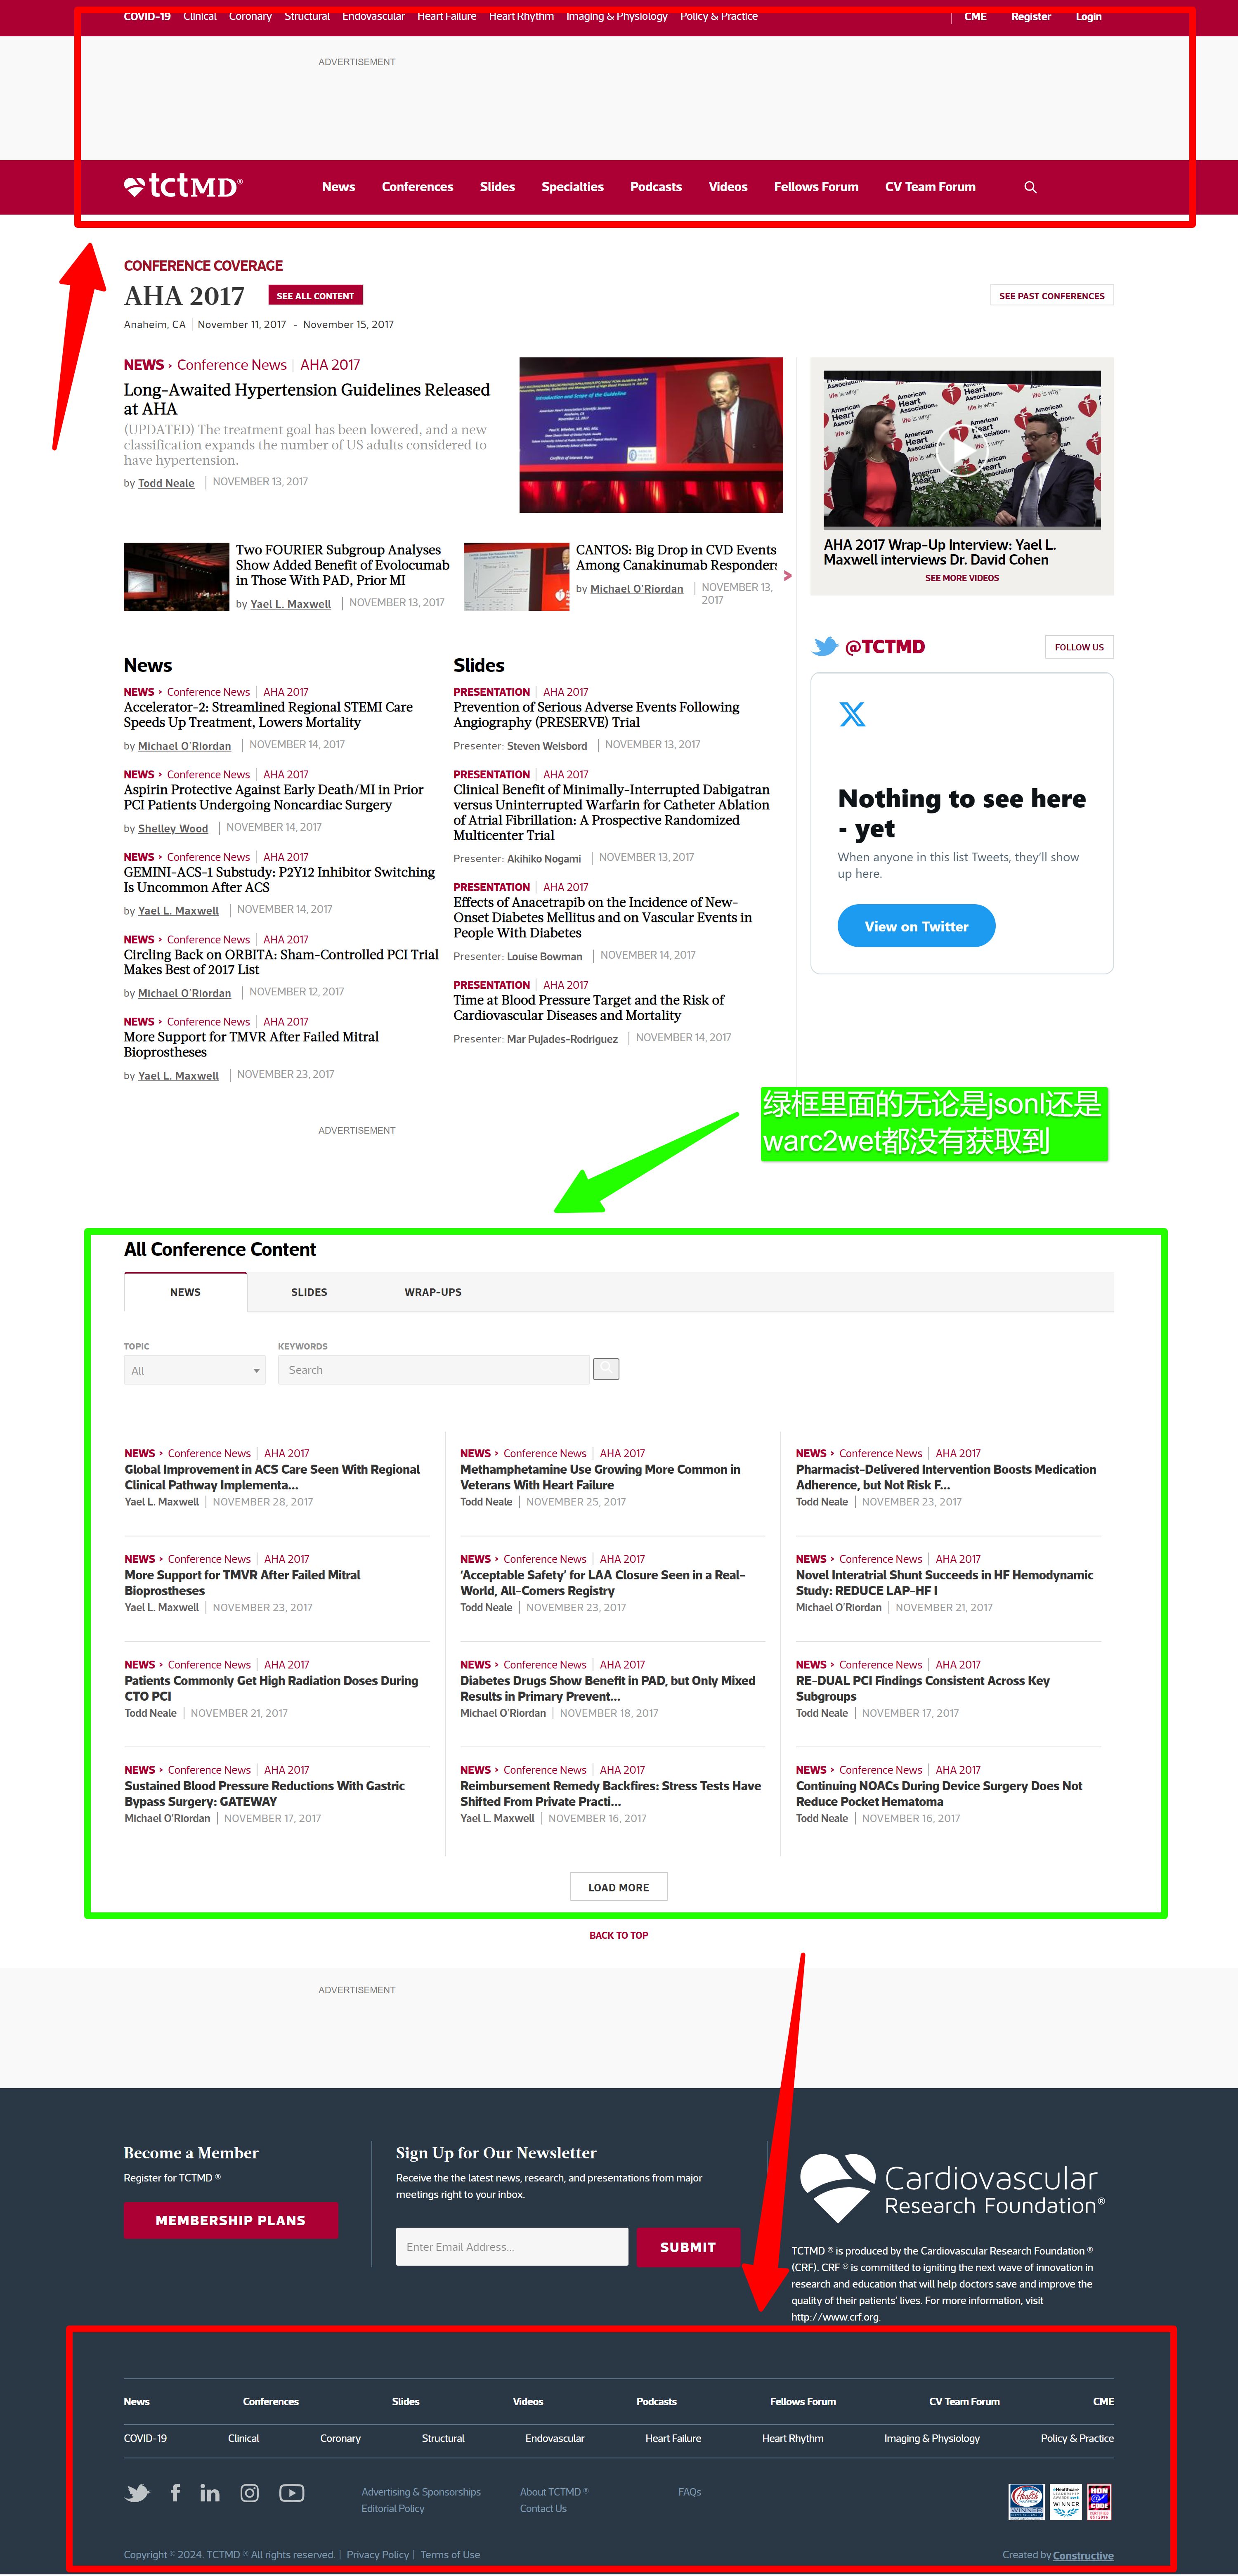 COVID-19 Clinical Coronary Structural Endovascular Heart Failure Heart Rhythm Imaging & Physiology Policy & Practice CME Register Login
ADVERTISEMENT
tctMD®
News Conferences Slides Specialties Podcasts Videos Fellows Forum CV Team Forum
CONFERENCE COVERAGE
AHA 2017 SEE ALL CONTENT
SEE PAST CONFERENCES
Anaheim, CA | November 11, 2017 - November 15, 2017
NEWS › Conference News | AHA 2017
Long-Awaited Hypertension Guidelines Released
at AHA
(UPDATED) The treatment goal has been lowered, and a new
classification expands the number of US adults considered to
have hypertension.
by Todd Neale | NOVEMBER 13, 2017
Two FOURIER Subgroup Analyses
Show Added Benefit of Evolocumab
in Those With PAD, Prior MI
by Yael L. Maxwell | NOVEMBER 13, 2017
CANTOS: Big Drop in CVD Events
Among Canakinumab Responders
by Michael O'Riordan | NOVEMBER 13,
2017
AHA 2017 Wrap-Up Interview: Yael L.
Maxwell interviews Dr. David Cohen
SEE MORE VIDEOS
@TCTMD
FOLLOW US
Nothing to see here
- yet
When anyone in this list Tweets, they'll show
up here.
View on Twitter
News
NEWS › Conference News | AHA 2017
Accelerator-2: Streamlined Regional STEMI Care
Speeds Up Treatment, Lowers Mortality
by Michael O'Riordan | NOVEMBER 14, 2017
NEWS › Conference News | AHA 2017
Aspirin Protective Against Early Death/MI in Prior
PCI Patients Undergoing Noncardiac Surgery
by Shelley Wood | NOVEMBER 14, 2017
NEWS › Conference News | AHA 2017
GEMINI-ACS-1 Substudy: P2Y12 Inhibitor Switching
Is Uncommon After ACS
by Yael L. Maxwell | NOVEMBER 14, 2017
NEWS › Conference News | AHA 2017
Circling Back on ORBITA: Sham-Controlled PCI Trial
Makes Best of 2017 List
by Michael O'Riordan | NOVEMBER 12, 2017
NEWS › Conference News | AHA 2017
More Support for TMVR After Failed Mitral
Bioprostheses
by Yael L. Maxwell | NOVEMBER 23, 2017
Slides
PRESENTATION | AHA 2017
Prevention of Serious Adverse Events Following
Angiography (PRESERVE) Trial
Presenter: Steven Weisbord | NOVEMBER 13, 2017
PRESENTATION | AHA 2017
Clinical Benefit of Minimally-Interrupted Dabigatran
versus Uninterrupted Warfarin for Catheter Ablation
of Atrial Fibrillation: A Prospective Randomized
Multicenter Trial
Presenter: Akihiko Nogami | NOVEMBER 13, 2017
PRESENTATION | AHA 2017
Effects of Anacetrapib on the Incidence of New-
Onset Diabetes Mellitus and on Vascular Events in
People With Diabetes
Presenter: Louise Bowman | NOVEMBER 14, 2017
PRESENTATION | AHA 2017
Time at Blood Pressure Target and the Risk of
Cardiovascular Diseases and Mortality
Presenter: Mar Pujades-Rodriguez | NOVEMBER 14, 2017
绿框里面的无论是jsonl还是
warc2wet都没有获取到
ADVERTISEMENT
All Conference Content
NEWS SLIDES WRAP-UPS
TOPIC KEYWORDS
All Search
NEWS › Conference News | AHA 2017
Global Improvement in ACS Care Seen With Regional
Clinical Pathway Implementa...
Yael L. Maxwell | NOVEMBER 28, 2017
NEWS › Conference News | AHA 2017
Methamphetamine Use Growing More Common in
Veterans With Heart Failure
Todd Neale | NOVEMBER 25, 2017
NEWS › Conference News | AHA 2017
Pharmacist-Delivered Intervention Boosts Medication
Adherence, but Not Risk F...
Todd Neale | NOVEMBER 23, 2017
NEWS › Conference News | AHA 2017
More Support for TMVR After Failed Mitral
Bioprostheses
Yael L. Maxwell | NOVEMBER 23, 2017
NEWS › Conference News | AHA 2017
'Acceptable Safety' for LAA Closure Seen in a Real-
World, All-Comers Registry
Todd Neale | NOVEMBER 23, 2017
NEWS › Conference News | AHA 2017
Novel Interatrial Shunt Succeeds in HF Hemodynamic
Study: REDUCE LAP-HF I
Michael O'Riordan | NOVEMBER 21, 2017
NEWS › Conference News | AHA 2017
Patients Commonly Get High Radiation Doses During
CTO PCI
Todd Neale | NOVEMBER 21, 2017
NEWS › Conference News | AHA 2017
Diabetes Drugs Show Benefit in PAD, but Only Mixed
Results in Primary Prevent...
Michael O'Riordan | NOVEMBER 18, 2017
NEWS › Conference News | AHA 2017
RE-DUAL PCI Findings Consistent Across Key
Subgroups
Todd Neale | NOVEMBER 17, 2017
NEWS › Conference News | AHA 2017
Sustained Blood Pressure Reductions With Gastric
Bypass Surgery: GATEWAY
Michael O'Riordan | NOVEMBER 17, 2017
NEWS › Conference News | AHA 2017
Reimbursement Remedy Backfires: Stress Tests Have
Shifted From Private Practi...
Yael L. Maxwell | NOVEMBER 16, 2017
NEWS › Conference News | AHA 2017
Continuing NOACs During Device Surgery Does Not
Reduce Pocket Hematoma
Todd Neale | NOVEMBER 16, 2017
LOAD MORE
BACK TO TOP
ADVERTISEMENT
Become a Member
Register for TCTMD ®
MEMBERSHIP PLANS
Sign Up for Our Newsletter
Receive the the latest news, research, and presentations from major
meetings right to your inbox.
Enter Email Address... SUBMIT
Cardiovascular
Research Foundation®
TCTMD ® is produced by the Cardiovascular Research Foundation ®
(CRF). CRF ® is committed to igniting the next wave of innovation in
research and education that will help doctors save and improve the
quality of their patients' lives. For more information, visit
http://www.crf.org.
News Conferences Slides Videos Podcasts Fellows Forum CV Team Forum CME
COVID-19 Clinical Coronary Structural Endovascular Heart Failure Heart Rhythm Imaging & Physiology Policy & Practice
Advertising & Sponsorships About TCTMD ® FAQs
Editorial Policy Contact Us
Copyright © 2024. TCTMD ® All rights reserved. | Privacy Policy | Terms of Use
Created by Constructive